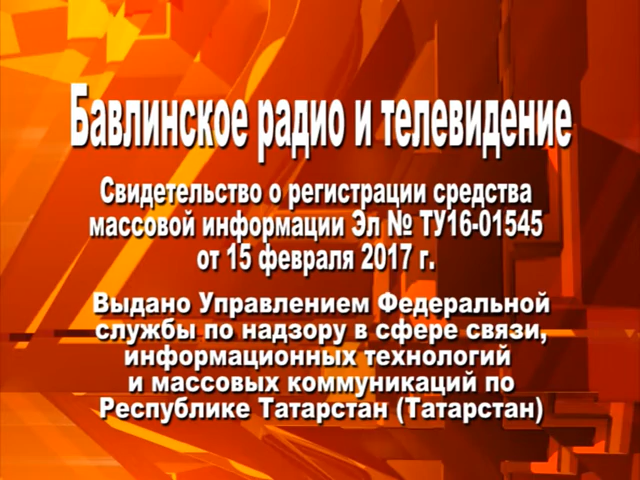 Бавлинское радио и телевидение
Свидетельство о регистрации средства
массовой информации Эл № ТУ16-01545
от 15 февраля 2017 г.
Выдано Управлением Федеральной
службы по надзору в сфере связи,
информационных технологий
и массовых коммуникаций по
Республике Татарстан (Татарстан)